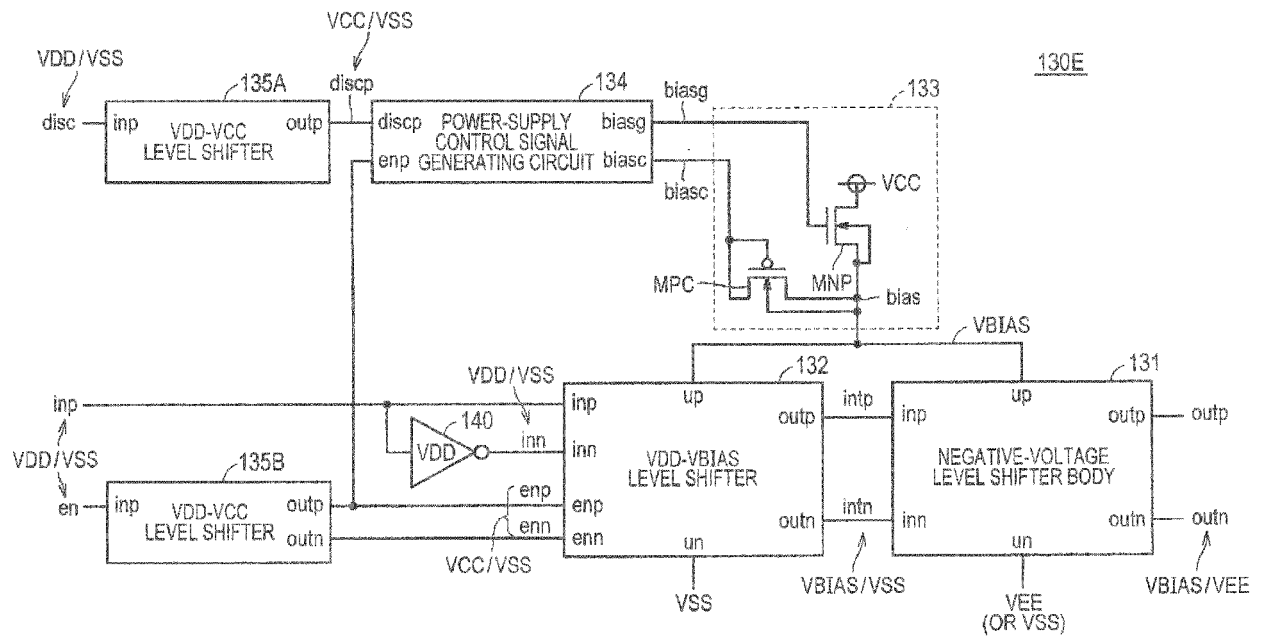 VCC/VSS
VDD/VSS
130E
135A
discp
134
biasg
133
disc
inp
outp
VDD-VCC
LEVEL SHIFTER
discp
enp
POWER-SUPPLY
CONTROL SIGNAL
GENERATING CIRCUIT
biasg
biasc
biasc
VCC
MPC
MNP
bias
VBIAS
VDD/VSS
132
131
inp
140
VDD
inn
inp
inn
enp
enn
up
outp
VDD-VBIAS
LEVEL SHIFTER
outn
un
intp
intn
inp
inn
up
outp
NEGATIVE-VOLTAGE
LEVEL SHIFTER BODY
outn
un
outp
outn
VDD/VSS
en
135B
inp
outp
VDD-VCC
LEVEL SHIFTER
outn
enp
enn
VCC/VSS
VSS
VBIAS/VSS
VEE
(OR VSS)
VBIAS/VEE